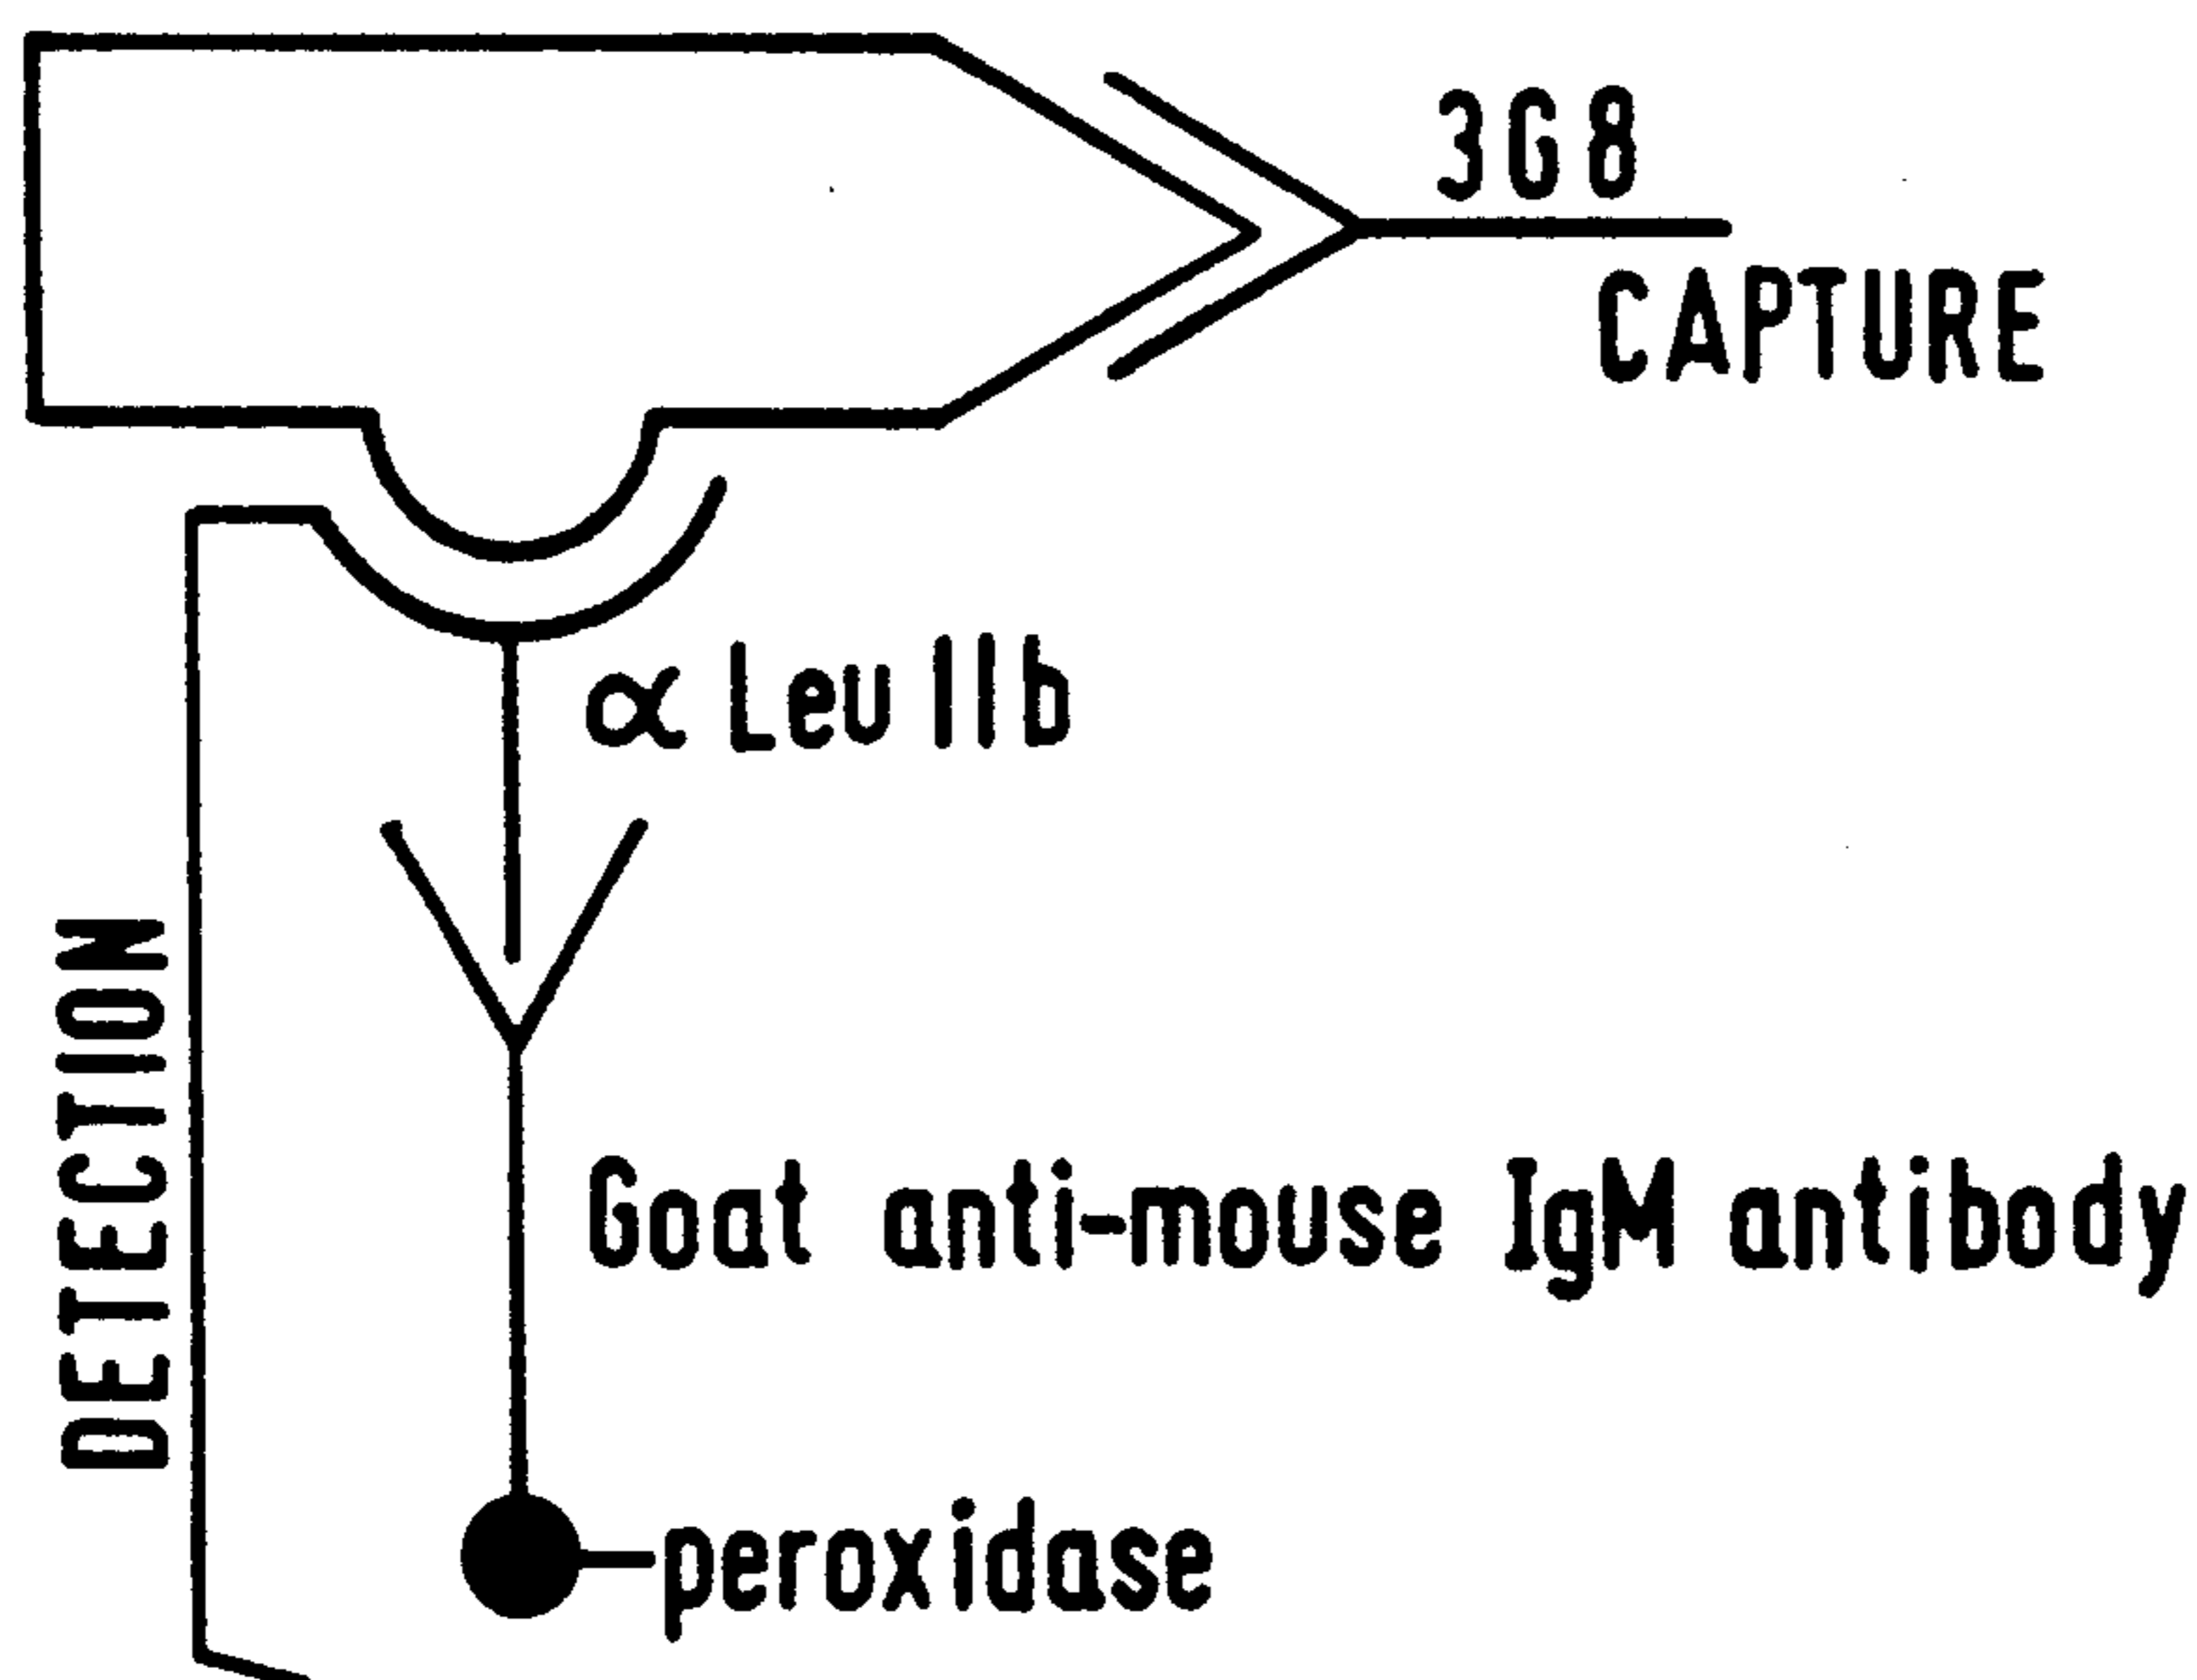 3G8
CAPTURE
α Leu 11b
DETECTION
Goat anti-mouse IgM antibody
peroxidase